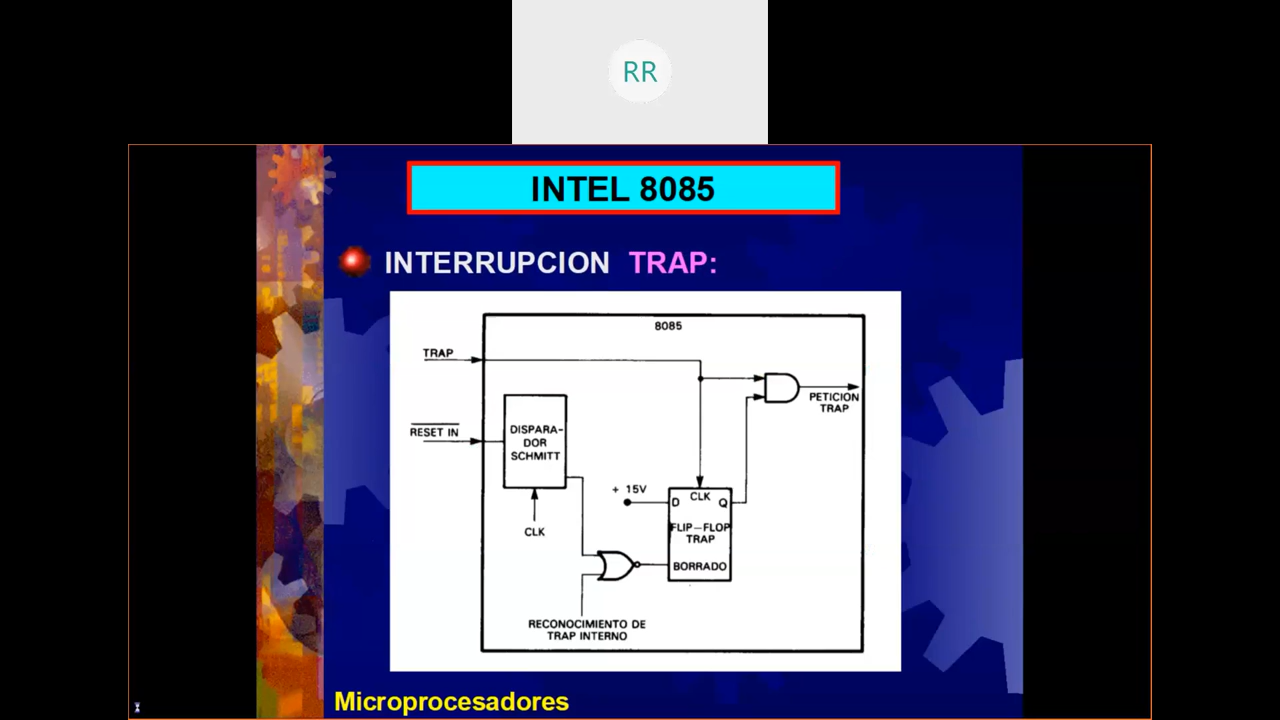 RR
INTEL 8085
INTERRUPCION TRAP:
8085
TRAP
PETICION
TRAP
RESET IN
DISPARA-
DOR
SCHMITT
CLK
+ 15V
D CLK Q
FLIP-FLOP
TRAP
BORRADO
RECONOCIMIENTO DE
TRAP INTERNO
Microprocesadores